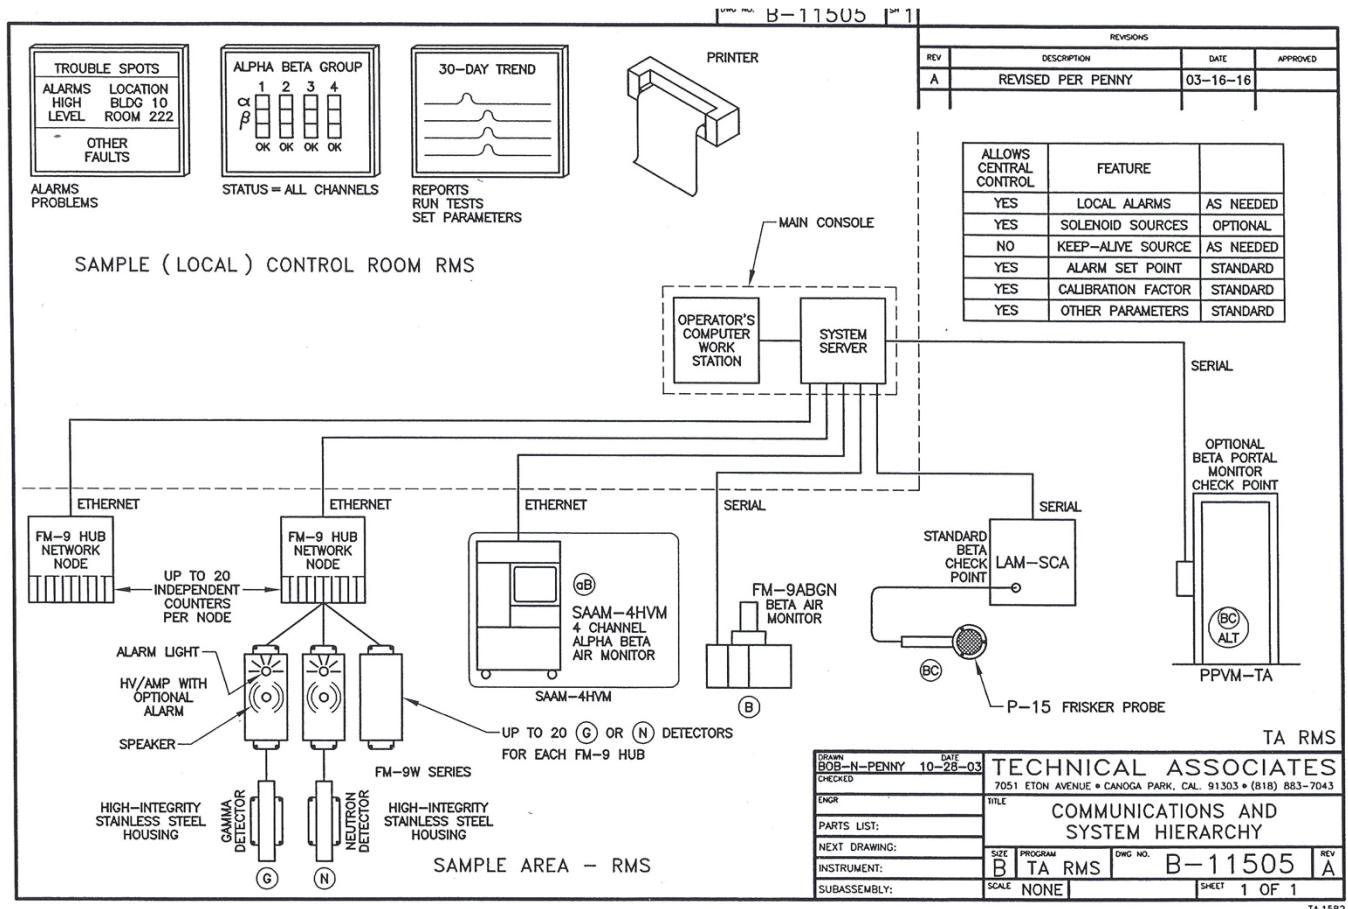 DWG NO. B-11505 SH 1
REVISIONS
REV DESCRIPTION DATE APPROVED
A REVISED PER PENNY 03-16-16
TROUBLE SPOTS
ALARMS LOCATION
HIGH BLDG 10
LEVEL ROOM 222
OTHER
FAULTS
ALARMS
PROBLEMS
ALPHA BETA GROUP
1 2 3 4
α
β
OK OK OK OK
STATUS = ALL CHANNELS
30-DAY TREND
REPORTS
RUN TESTS
SET PARAMETERS
PRINTER
SAMPLE (LOCAL) CONTROL ROOM RMS
MAIN CONSOLE
OPERATOR'S
COMPUTER
WORK
STATION
SYSTEM
SERVER
ALLOWS
CENTRAL
CONTROL
FEATURE
YES LOCAL ALARMS AS NEEDED
YES SOLENOID SOURCES OPTIONAL
NO KEEP-ALIVE SOURCE AS NEEDED
YES ALARM SET POINT STANDARD
YES CALIBRATION FACTOR STANDARD
YES OTHER PARAMETERS STANDARD
SERIAL
OPTIONAL
BETA PORTAL
MONITOR
CHECK POINT
BC
ALT
PPVM-TA
ETHERNET
FM-9 HUB
NETWORK
NODE
UP TO 20
INDEPENDENT
COUNTERS
PER NODE
ETHERNET
FM-9 HUB
NETWORK
NODE
ETHERNET
aB
SAAM-4HVM
4 CHANNEL
ALPHA BETA
AIR MONITOR
SAAM-4HVM
SERIAL
FM-9ABGN
BETA AIR
MONITOR
B
SERIAL
STANDARD
BETA
CHECK
POINT
LAM-SCA
BC
P-15 FRISKER PROBE
ALARM LIGHT
HV/AMP WITH
OPTIONAL
ALARM
SPEAKER
UP TO 20 G OR N DETECTORS
FOR EACH FM-9 HUB
FM-9W SERIES
HIGH-INTEGRITY
STAINLESS STEEL
HOUSING
GAMMA
DETECTOR
G
NEUTRON
DETECTOR
N
HIGH-INTEGRITY
STAINLESS STEEL
HOUSING
SAMPLE AREA - RMS
TA RMS
DRAWN DATE
BOB-N-PENNY 10-28-03
CHECKED
ENGR
PARTS LIST:
NEXT DRAWING:
INSTRUMENT:
SUBASSEMBLY:
TECHNICAL ASSOCIATES
7051 ETON AVENUE • CANOGA PARK, CAL. 91303 • (818) 883-7043
TITLE
COMMUNICATIONS AND
SYSTEM HIERARCHY
SIZE B PROGRAM TA RMS DWG NO. B-11505 REV A
SCALE NONE SHEET 1 OF 1